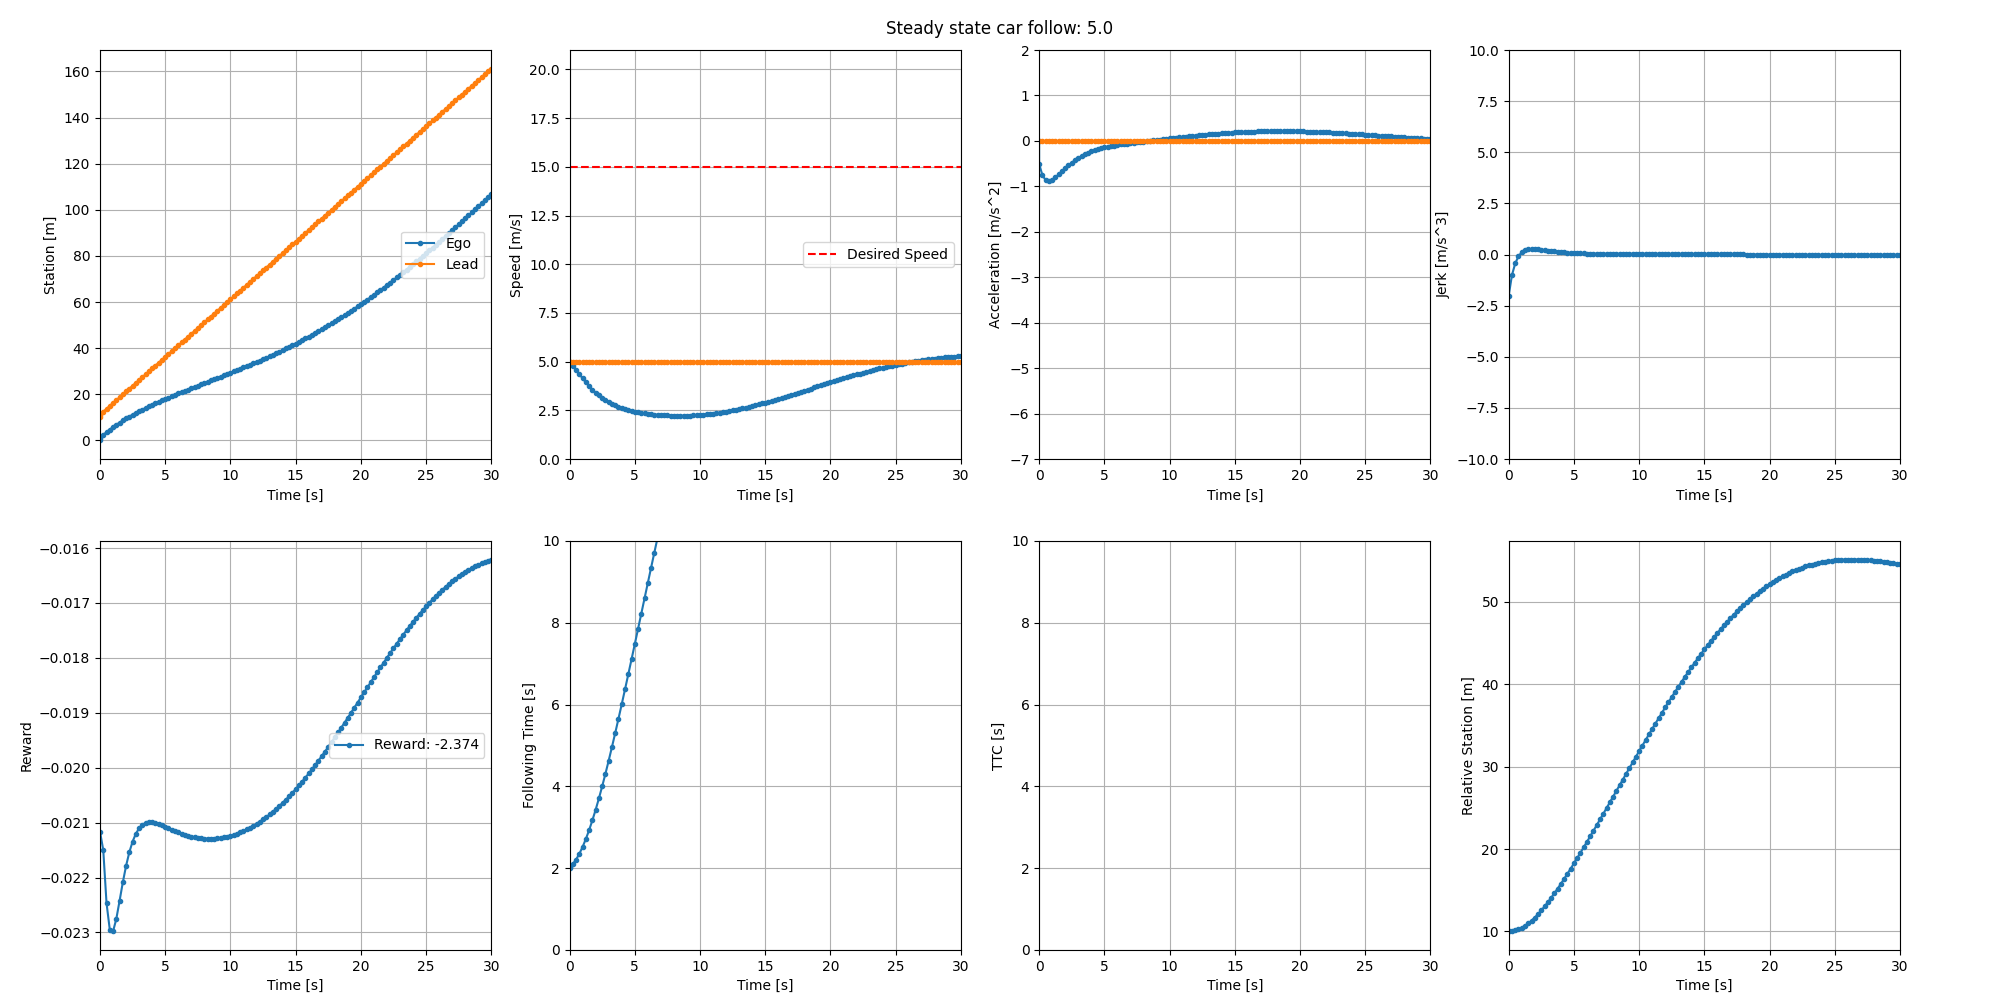 Steady state car follow: 5.0
Station [m]
160
140
120
100
80
60
40
20
0
Ego
Lead
0 5 10 15 20 25 30
Time [s]
Speed [m/s]
20.0
17.5
15.0
12.5
10.0
7.5
5.0
2.5
0.0
Desired Speed
0 5 10 15 20 25 30
Time [s]
Acceleration [m/s^2]
2
1
0
−1
−2
−3
−4
−5
−6
−7
0 5 10 15 20 25 30
Time [s]
Jerk [m/s^3]
10.0
7.5
5.0
2.5
0.0
−2.5
−5.0
−7.5
−10.0
0 5 10 15 20 25 30
Time [s]
Reward
−0.016
−0.017
−0.018
−0.019
−0.020
−0.021
−0.022
−0.023
Reward: -2.374
0 5 10 15 20 25 30
Time [s]
Following Time [s]
10
8
6
4
2
0
0 5 10 15 20 25 30
Time [s]
TTC [s]
10
8
6
4
2
0
0 5 10 15 20 25 30
Time [s]
Relative Station [m]
50
40
30
20
10
0 5 10 15 20 25 30
Time [s]